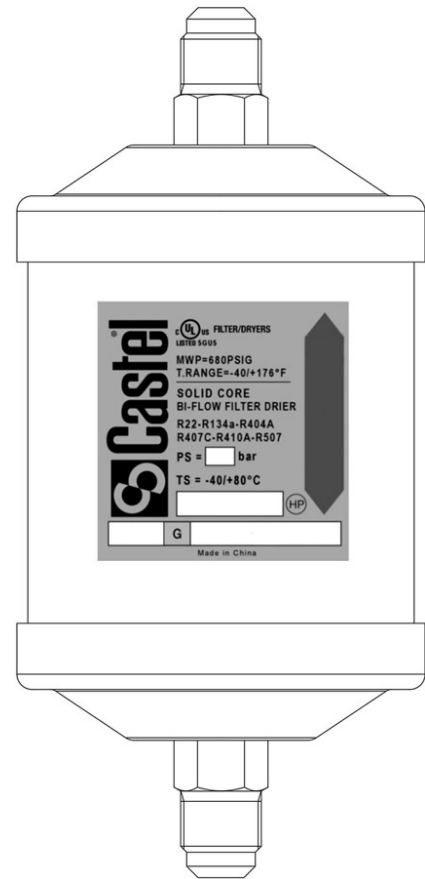 Castel®
C UL US FILTER/DRYERS
LISTED SGUS
MWP=680PSIG
T.RANGE=-40/+176°F
SOLID CORE
BI-FLOW FILTER DRIER
R22-R134a-R404A
R407C-R410A-R507
PS = bar
TS = -40/+80°C
HP
G
Made in China